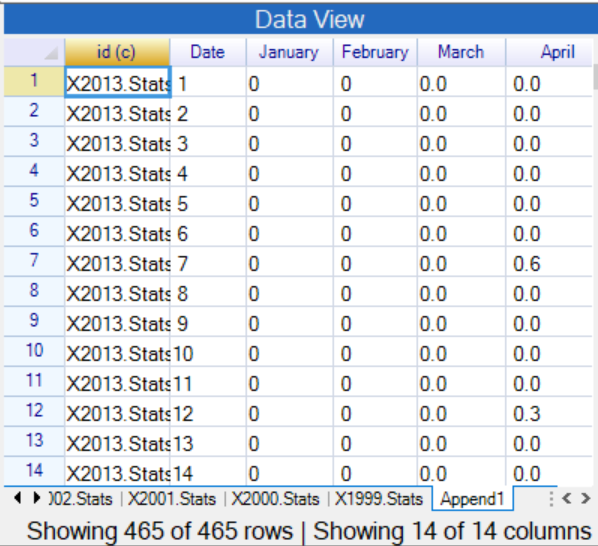 Data View
id (c) Date January February March April
1 X2013.Stats 1 0 0 0.0 0.0
2 X2013.Stats 2 0 0 0.0 0.0
3 X2013.Stats 3 0 0 0.0 0.0
4 X2013.Stats 4 0 0 0.0 0.0
5 X2013.Stats 5 0 0 0.0 0.0
6 X2013.Stats 6 0 0 0.0 0.0
7 X2013.Stats 7 0 0 0.0 0.6
8 X2013.Stats 8 0 0 0.0 0.0
9 X2013.Stats 9 0 0 0.0 0.0
10 X2013.Stats 10 0 0 0.0 0.0
11 X2013.Stats 11 0 0 0.0 0.0
12 X2013.Stats 12 0 0 0.0 0.3
13 X2013.Stats 13 0 0 0.0 0.0
14 X2013.Stats 14 0 0 0.0 0.0
002.Stats | X2001.Stats | X2000.Stats | X1999.Stats | Append1
Showing 465 of 465 rows | Showing 14 of 14 columns